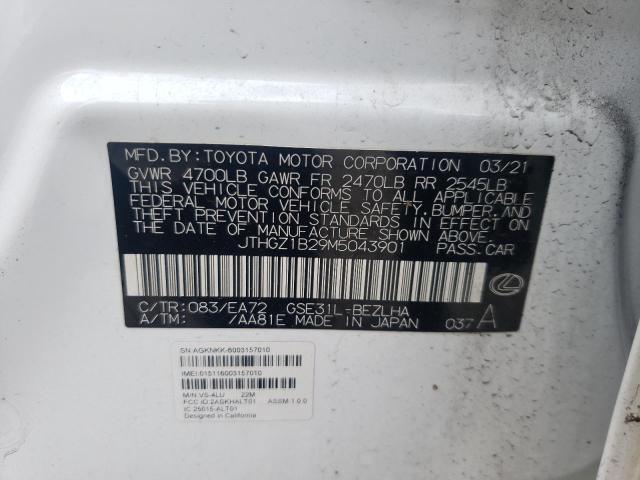 MFD. BY: TOYOTA MOTOR CORPORATION 03/21
GVWR 4700LB GAWR FR 2470LB RR 2545LB
THIS VEHICLE CONFORMS TO ALL APPLICABLE
FEDERAL MOTOR VEHICLE SAFETY, BUMPER, AND
THEFT PREVENTION STANDARDS IN EFFECT ON
THE DATE OF MANUFACTURE SHOWN ABOVE.
JTHGZ1B29M5043901 PASS.CAR
C/TR: 083/EA72 GSE31L-BEZLHA
A/TM: /AA81E MADE IN JAPAN 037A
SN:AGKNKK-6003157010
IMEI:015116003157010
M/N:VS-4LU 22M
FCC ID:2AGKHALT01 ASSM 1.0.0
IC:25015-ALT01
Designed in California